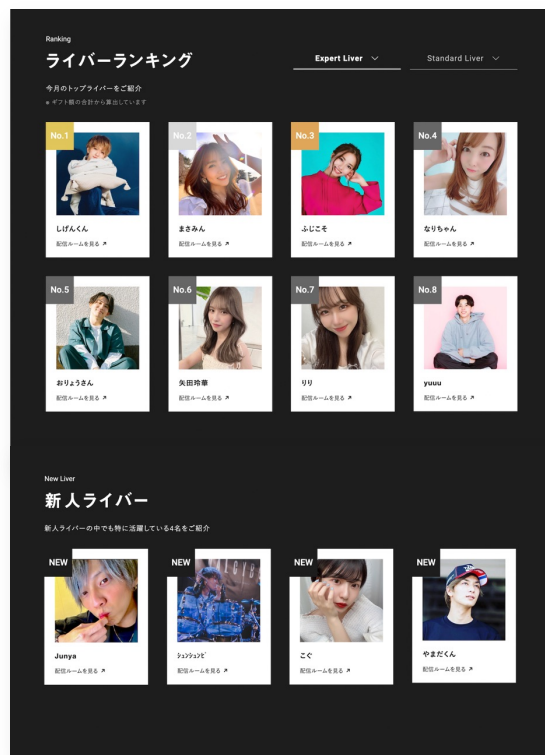 Ranking
ライバーランキング
Expert Liver
Standard Liver
今月のトップライバーをご紹介
※ ギフト額の合計から算出しています
No.1
しげんくん
配信ルームを見る ↗
No.2
まさみん
配信ルームを見る ↗
No.3
ふじこそ
配信ルームを見る ↗
No.4
なりちゃん
配信ルームを見る ↗
No.5
おりょうさん
配信ルームを見る ↗
No.6
矢田玲華
配信ルームを見る ↗
No.7
りり
配信ルームを見る ↗
No.8
yuuu
配信ルームを見る ↗
New Liver
新人ライバー
新人ライバーの中でも特に活躍している4名をご紹介
NEW
Junya
配信ルームを見る ↗
NEW
ｼｭﾝｼｭﾝﾋﾞ
配信ルームを見る ↗
NEW
こぐ
配信ルームを見る ↗
NEW
やまだくん
配信ルームを見る ↗